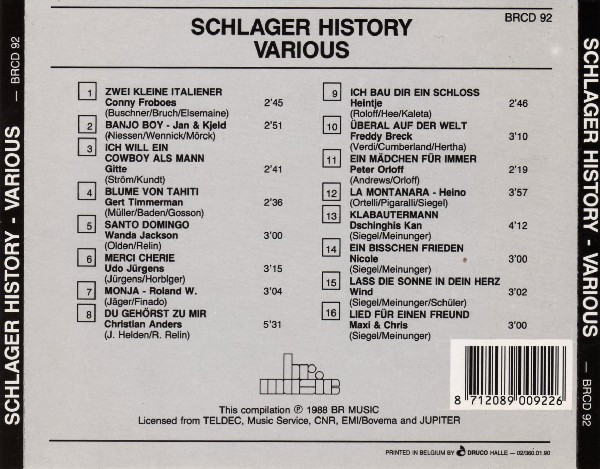 SCHLAGER HISTORY
VARIOUS
BRCD 92
1 ZWEI KLEINE ITALIENER
Conny Froboes 2'45
(Buschner/Bruch/Elsemaine)
2 BANJO BOY - Jan & Kjeld 2'51
(Niessen/Wennick/Mörck)
3 ICH WILL EIN
COWBOY ALS MANN
Gitte 2'41
(Ström/Kundt)
4 BLUME VON TAHITI
Gert Timmerman 2'36
(Müller/Baden/Gosson)
5 SANTO DOMINGO
Wanda Jackson 3'00
(Olden/Relin)
6 MERCI CHERIE
Udo Jürgens 3'15
(Jürgens/Horbiger)
7 MONJA - Roland W. 3'04
(Jäger/Finado)
8 DU GEHÖRST ZU MIR
Christian Anders 5'31
(J. Helden/R. Relin)
9 ICH BAU DIR EIN SCHLOSS
Heintje 2'46
(Roloff/Hee/Kaleta)
10 ÜBERAL AUF DER WELT
Freddy Breck 3'10
(Verdi/Cumberland/Hertha)
11 EIN MÄDCHEN FÜR IMMER
Peter Orloff 2'19
(Andrews/Orloff)
12 LA MONTANARA - Heino 3'57
(Ortelli/Pigaralli/Siegel)
13 KLABAUTERMANN
Dschinghis Kan 4'12
(Siegel/Meinunger)
14 EIN BISSCHEN FRIEDEN
Nicole 3'00
(Siegel/Meinunger)
15 LASS DIE SONNE IN DEIN HERZ
Wind 3'02
(Siegel/Meinunger/Schüler)
16 LIED FÜR EINEN FREUND
Maxi & Chris 3'00
(Siegel/Meinunger)
br music
This compilation ℗ 1988 BR MUSIC
Licensed from TELDEC, Music Service, CNR, EMI/Bovema and JUPITER
8 712089 009226
PRINTED IN BELGIUM BY DRUCO HALLE — 02/360.01.90
SCHLAGER HISTORY - VARIOUS — BRCD 92
SCHLAGER HISTORY - VARIOUS — BRCD 92